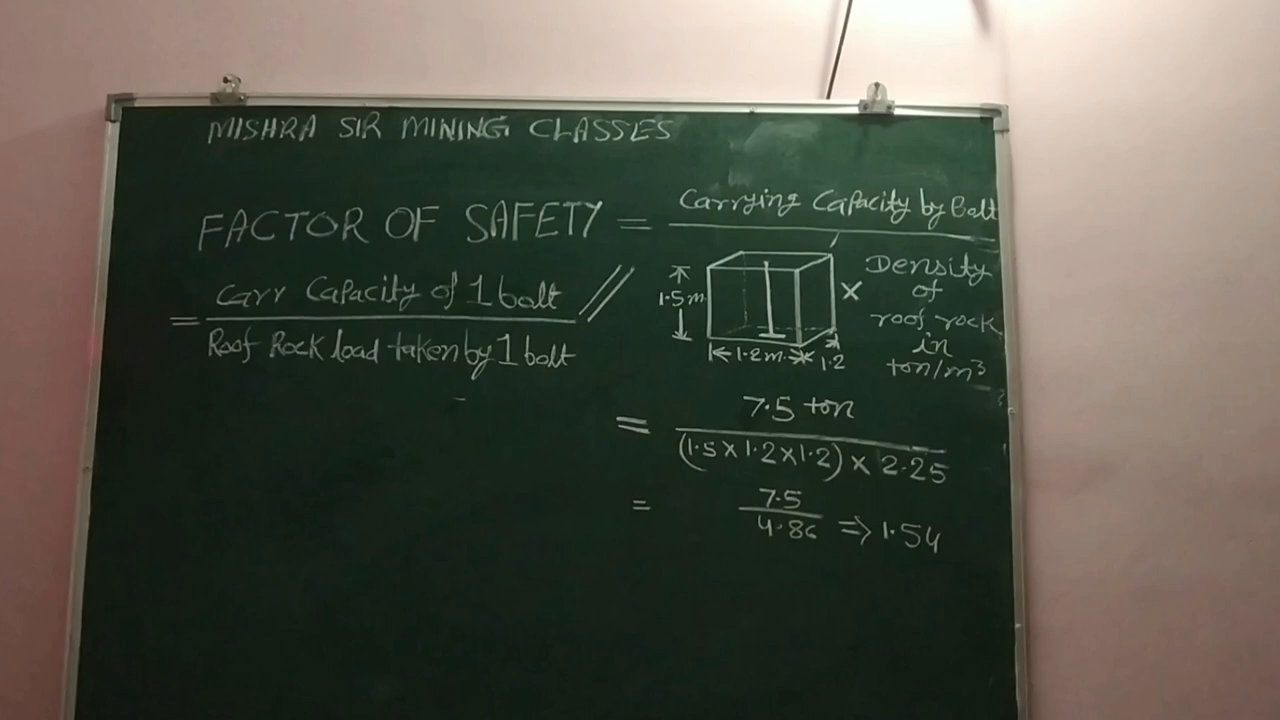 MISHRA SIR MINING CLASSES
FACTOR OF SAFETY = Carrying Capacity by Bolt
1.5m
1.2m
1.2
× Density
of
roof rock
in
ton/m³
= Carr Capacity of 1 bolt
Roof Rock load taken by 1 bolt
= 7.5 ton
(1.5×1.2×1.2) × 2.25
= 7.5
4.86 ⇒ 1.54